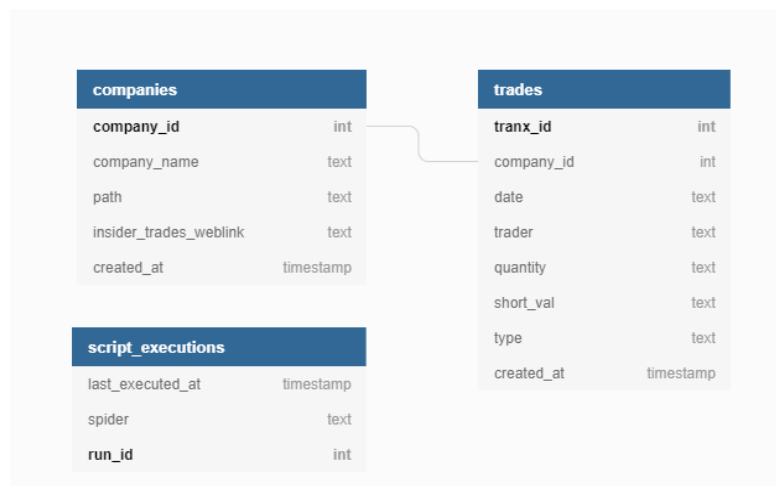 companies
company_id int
company_name text
path text
insider_trades_weblink text
created_at timestamp
trades
tranx_id int
company_id int
date text
trader text
quantity text
short_val text
type text
created_at timestamp
script_executions
last_executed_at timestamp
spider text
run_id int